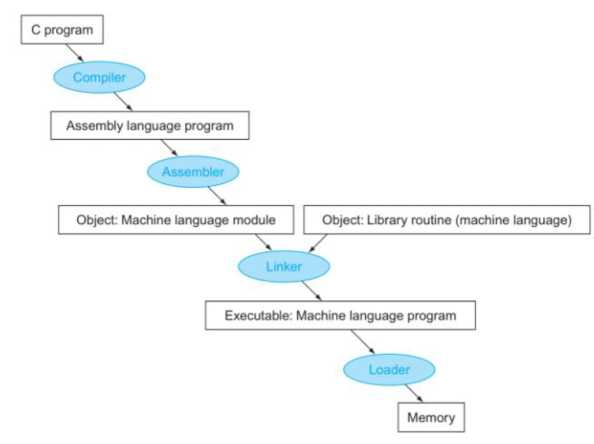 C program
Compiler
Assembly language program
Assembler
Object: Machine language module
Object: Library routine (machine language)
Linker
Executable: Machine language program
Loader
Memory